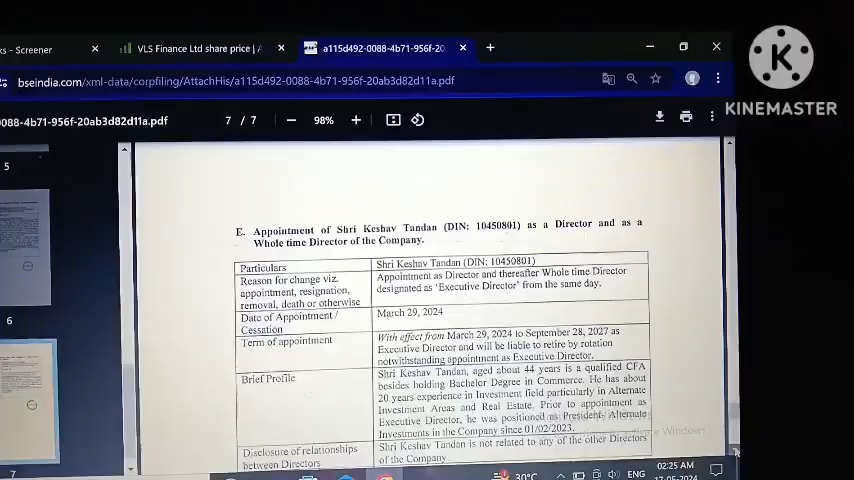 ks - Screener
VLS Finance Ltd share price | A
a115d492-0088-4b71-956f-20
bseindia.com/xml-data/corpfiling/AttachHis/a115d492-0088-4b71-956f-20ab3d82d11a.pdf
K
KINEMASTER
0088-4b71-956f-20ab3d82d11a.pdf
7 / 7
98%
5
6
7
E. Appointment of Shri Keshav Tandan (DIN: 10450801) as a Director and as a
Whole time Director of the Company.
Particulars
Shri Keshav Tandan (DIN: 10450801)
Reason for change viz.
appointment, resignation,
removal, death or otherwise
Appointment as Director and thereafter Whole time Director
designated as 'Executive Director' from the same day.
Date of Appointment /
Cessation
March 29, 2024
Term of appointment
With effect from March 29, 2024 to September 28, 2027 as
Executive Director and will be liable to retire by rotation
notwithstanding appointment as Executive Director.
Brief Profile
Shri Keshav Tandan, aged about 44 years is a qualified CFA
besides holding Bachelor Degree in Commerce. He has about
20 years experience in Investment field particularly in Alternate
Investment Areas and Real Estate. Prior to appointment as
Executive Director, he was positioned as President, Alternate
Investments in the Company since 01/02/2023.
Windows
Disclosure of relationships
between Directors
Shri Keshav Tandan is not related to any of the other Directors
of the Company.
30°C
ENG
02:25 AM
17-05-2024